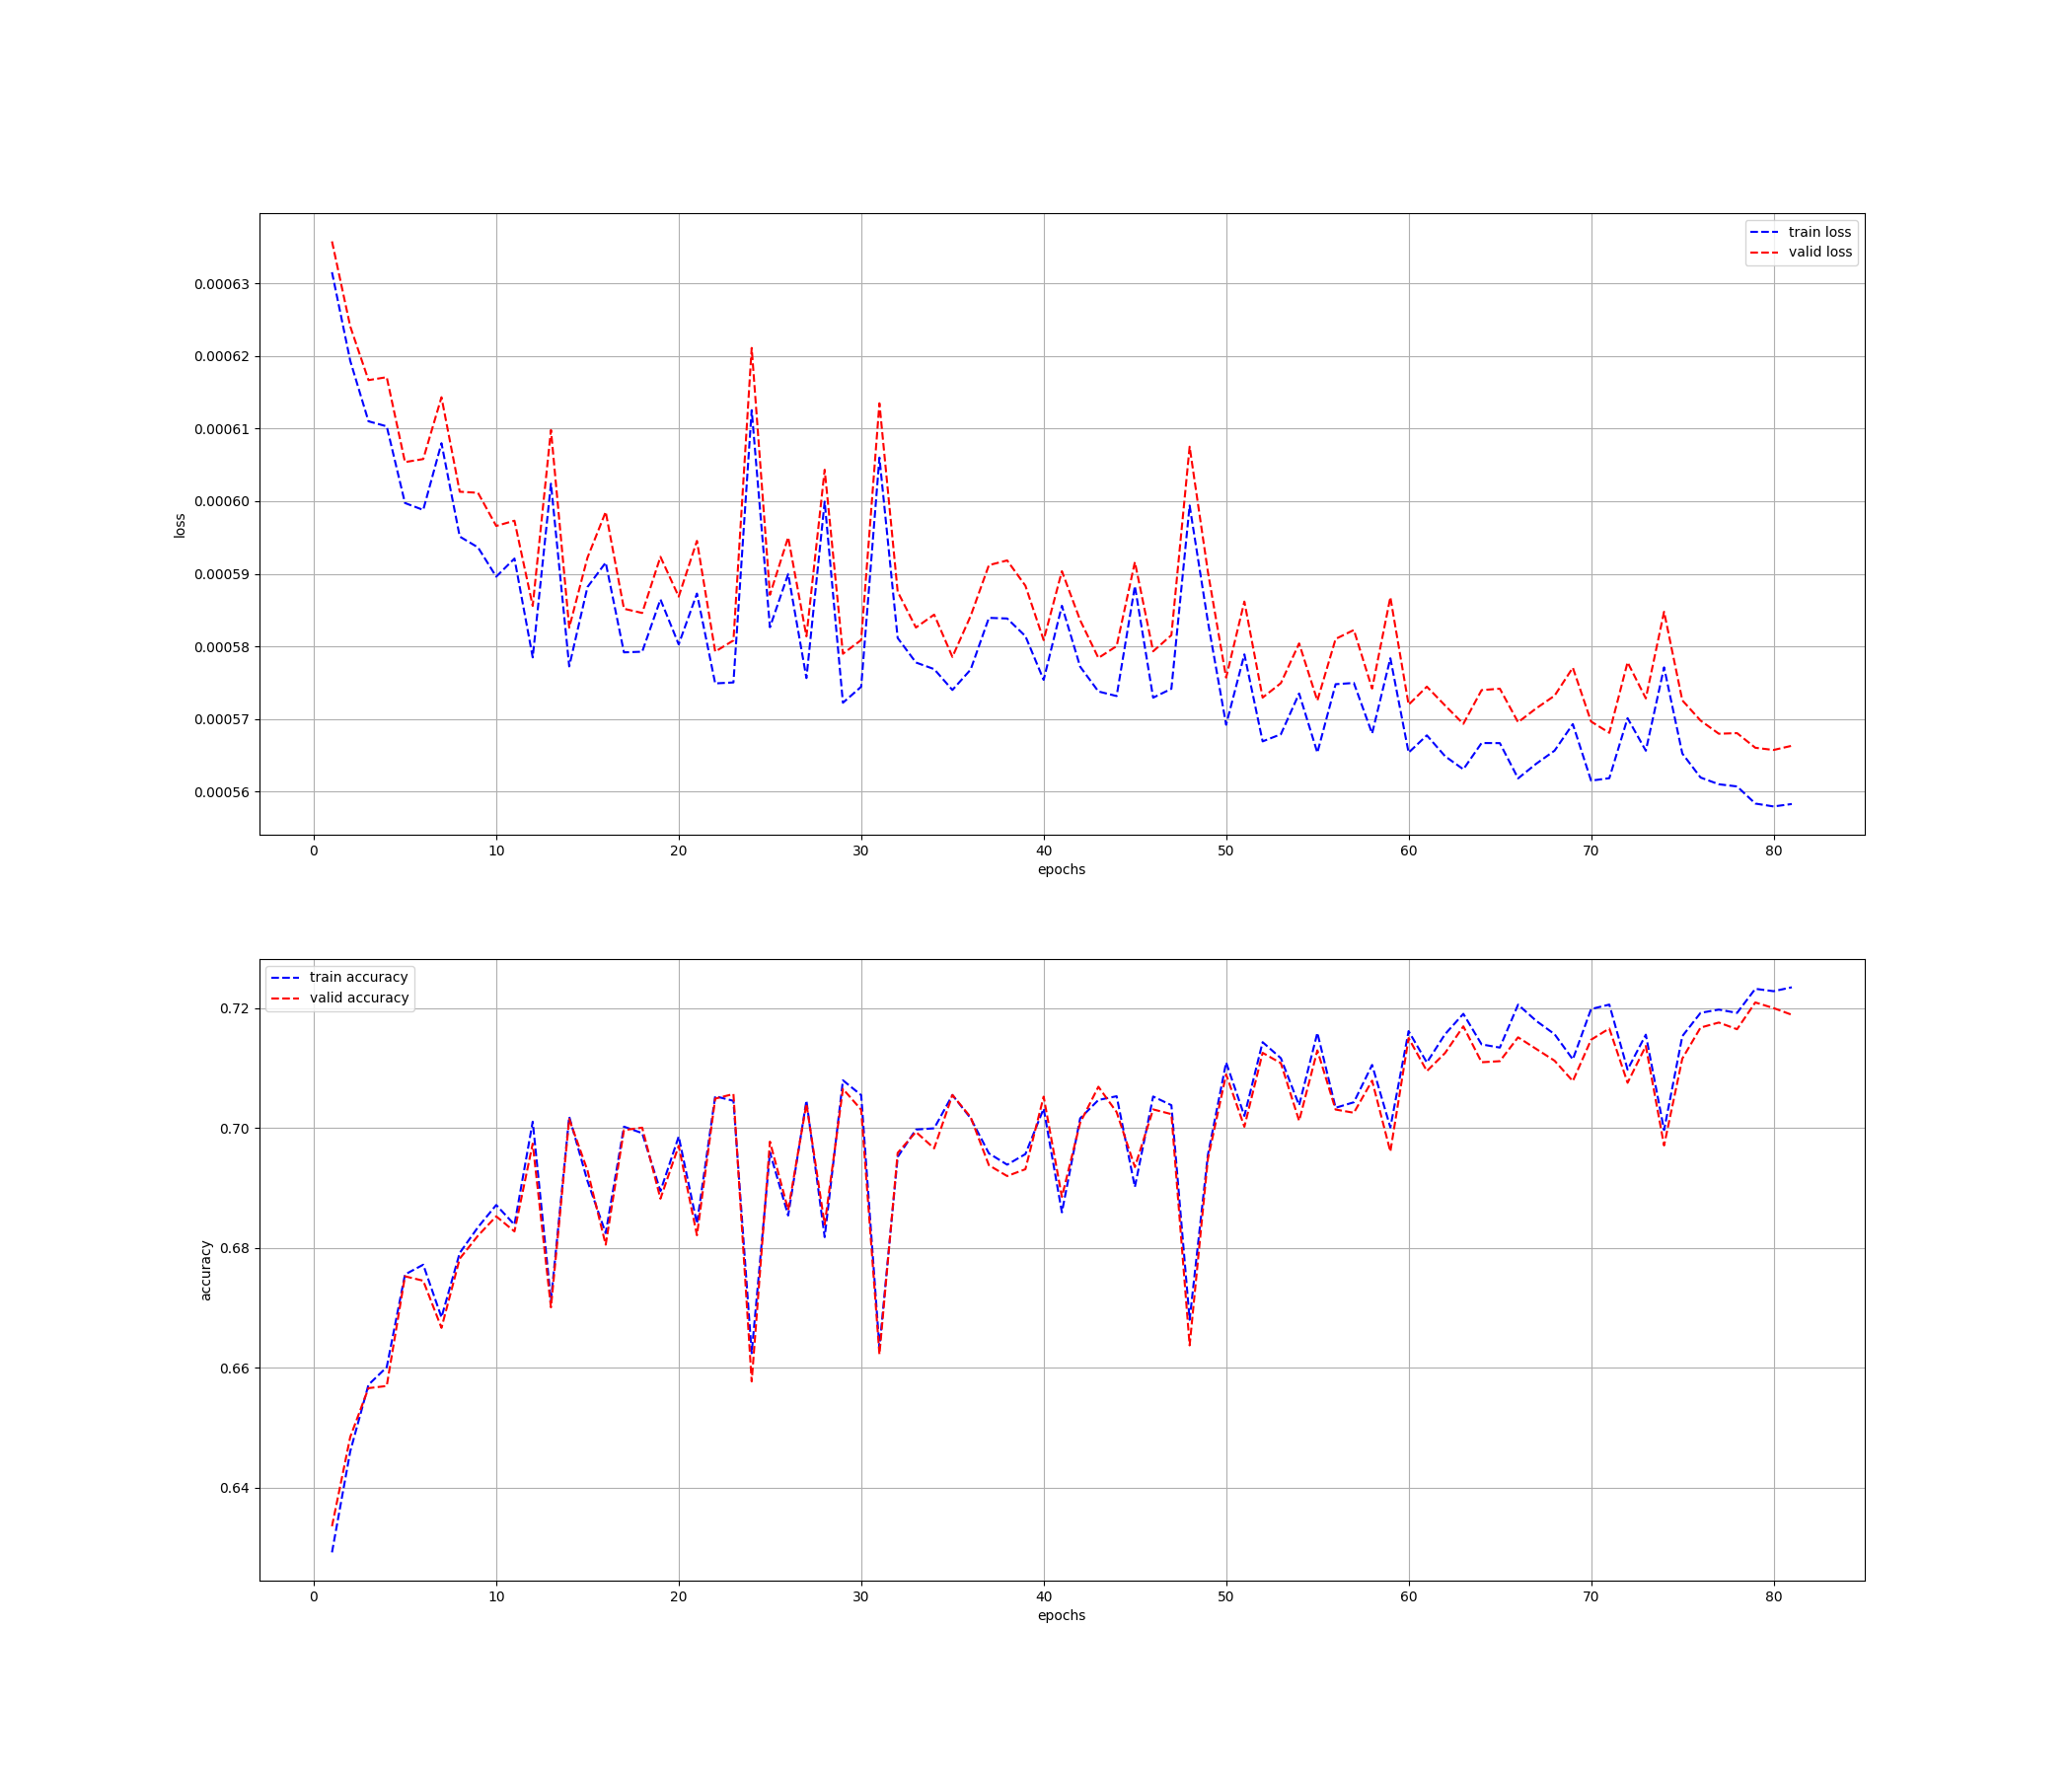 train loss
valid loss
0.00063
0.00062
0.00061
0.00060
0.00059
0.00058
0.00057
0.00056
loss
0 10 20 30 40 50 60 70 80
epochs
train accuracy
valid accuracy
0.72
0.70
0.68
0.66
0.64
accuracy
0 10 20 30 40 50 60 70 80
epochs